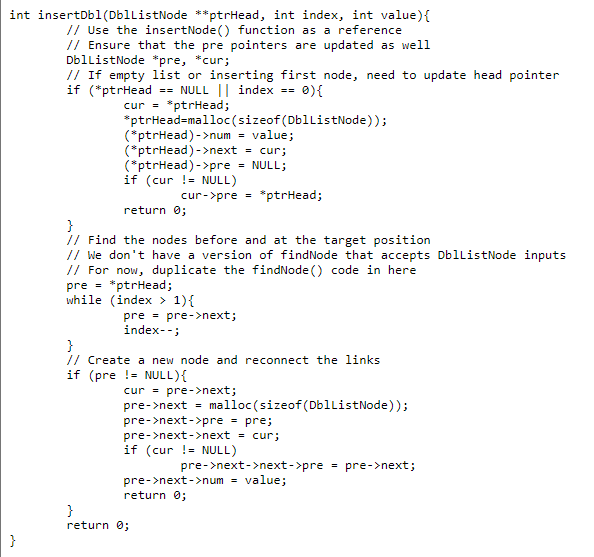 int insertDbl(DblListNode **ptrHead, int index, int value){
        // Use the insertNode() function as a reference
        // Ensure that the pre pointers are updated as well
        DblListNode *pre, *cur;
        // If empty list or inserting first node, need to update head pointer
        if (*ptrHead == NULL || index == 0){
                cur = *ptrHead;
                *ptrHead=malloc(sizeof(DblListNode));
                (*ptrHead)->num = value;
                (*ptrHead)->next = cur;
                (*ptrHead)->pre = NULL;
                if (cur != NULL)
                        cur->pre = *ptrHead;
                return 0;
        }
        // Find the nodes before and at the target position
        // We don't have a version of findNode that accepts DblListNode inputs
        // For now, duplicate the findNode() code in here
        pre = *ptrHead;
        while (index > 1){
                pre = pre->next;
                index--;
        }
        // Create a new node and reconnect the links
        if (pre != NULL){
                cur = pre->next;
                pre->next = malloc(sizeof(DblListNode));
                pre->next->pre = pre;
                pre->next->next = cur;
                if (cur != NULL)
                        pre->next->next->pre = pre->next;
                pre->next->num = value;
                return 0;
        }
        return 0;
}